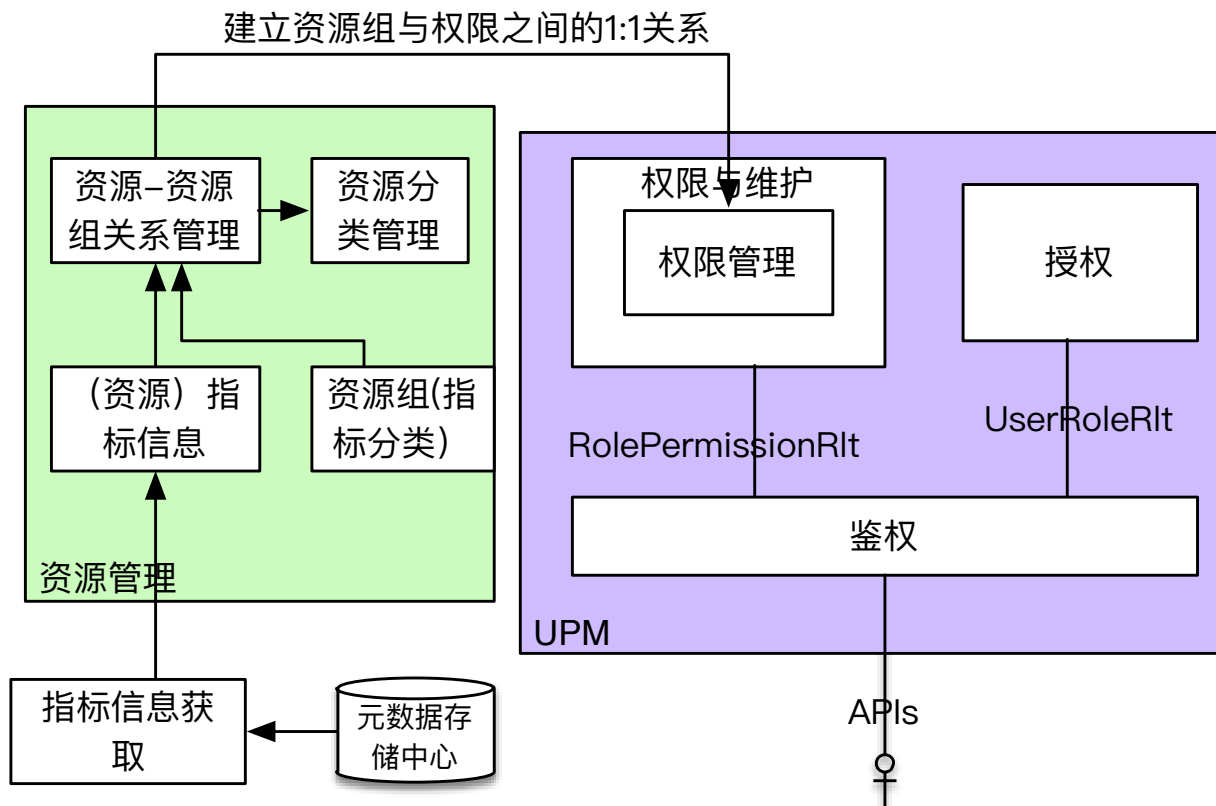 建立资源组与权限之间的1:1关系
资源–资源
组关系管理
资源分
类管理
（资源）指
标信息
资源组(指
标分类）
资源管理
指标信息获
取
元数据存
储中心
权限与维护
权限管理
授权
RolePermissionRlt
UserRoleRlt
鉴权
UPM
APIs